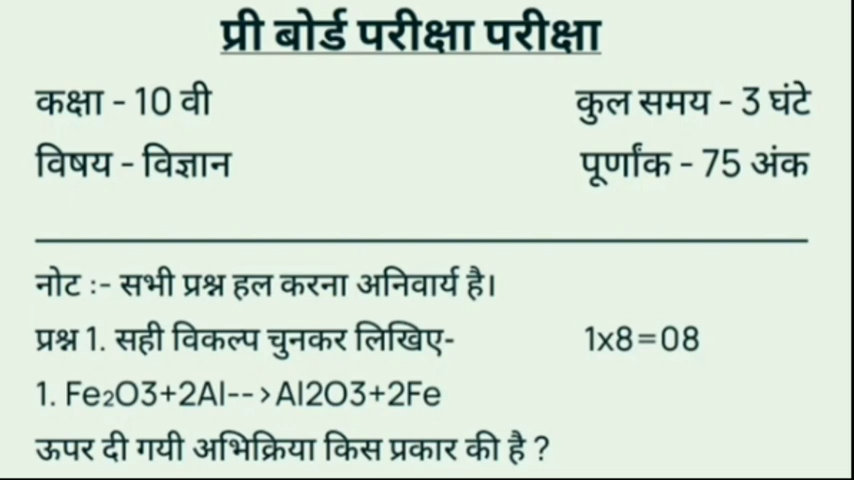 प्री बोर्ड परीक्षा परीक्षा
कक्षा - 10 वी कुल समय - 3 घंटे
विषय - विज्ञान पूर्णांक - 75 अंक
नोट :- सभी प्रश्न हल करना अनिवार्य है।
प्रश्न 1. सही विकल्प चुनकर लिखिए- 1x8=08
1. Fe₂O3+2Al-->Al2O3+2Fe
ऊपर दी गयी अभिक्रिया किस प्रकार की है ?